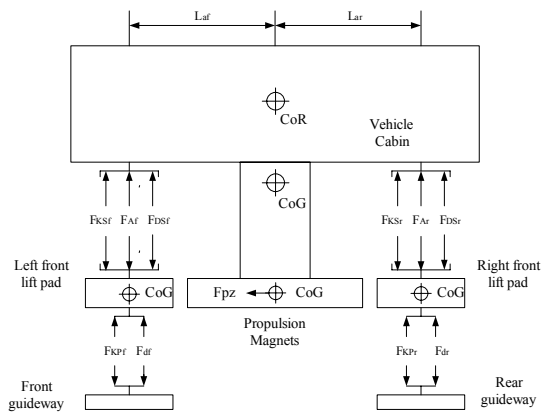 Laf
Lar
CoR
Vehicle
Cabin
CoG
FKSf
FAf
FDSf
FKSr
FAr
FDSr
Left front
lift pad
CoG
Fpz
CoG
CoG
Right front
lift pad
Propulsion
Magnets
FKPf
Fdf
FKPr
Fdr
Front
guideway
Rear
guideway